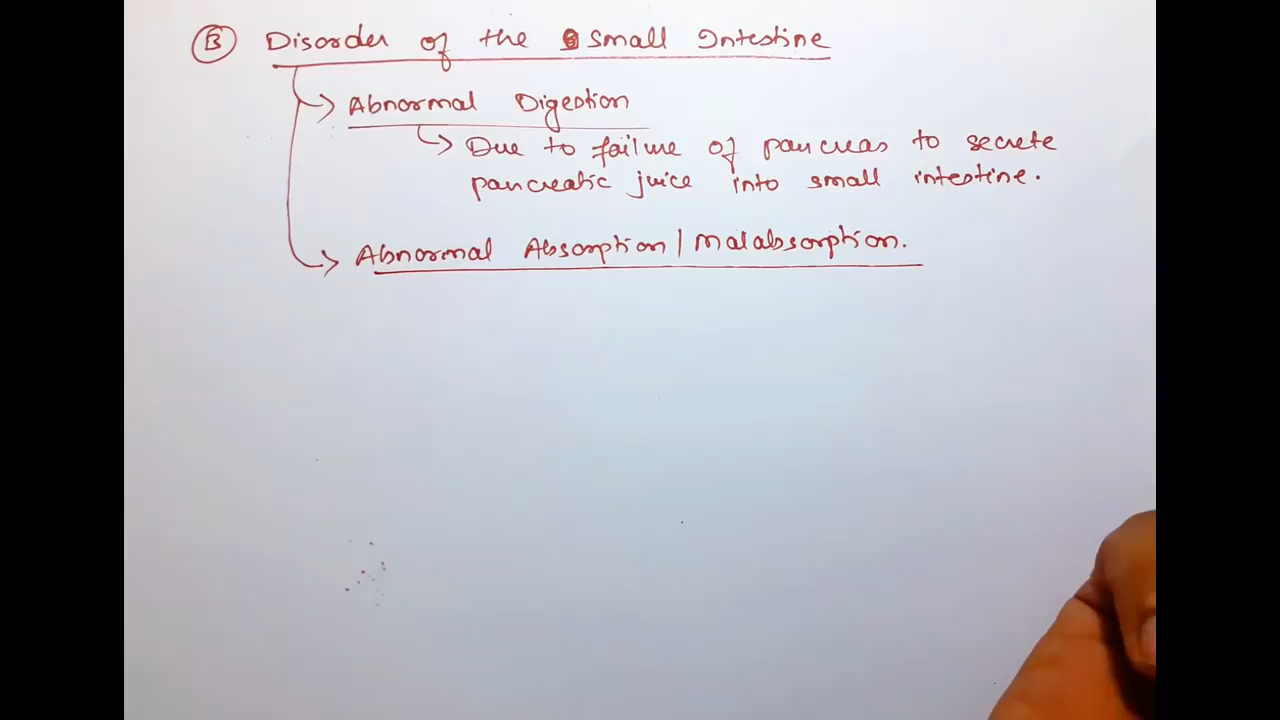 B Disorder of the Small Intestine
Abnormal Digestion
Due to failure of pancreas to secrete
pancreatic juice into small intestine.
Abnormal Absorption | Malabsorption.